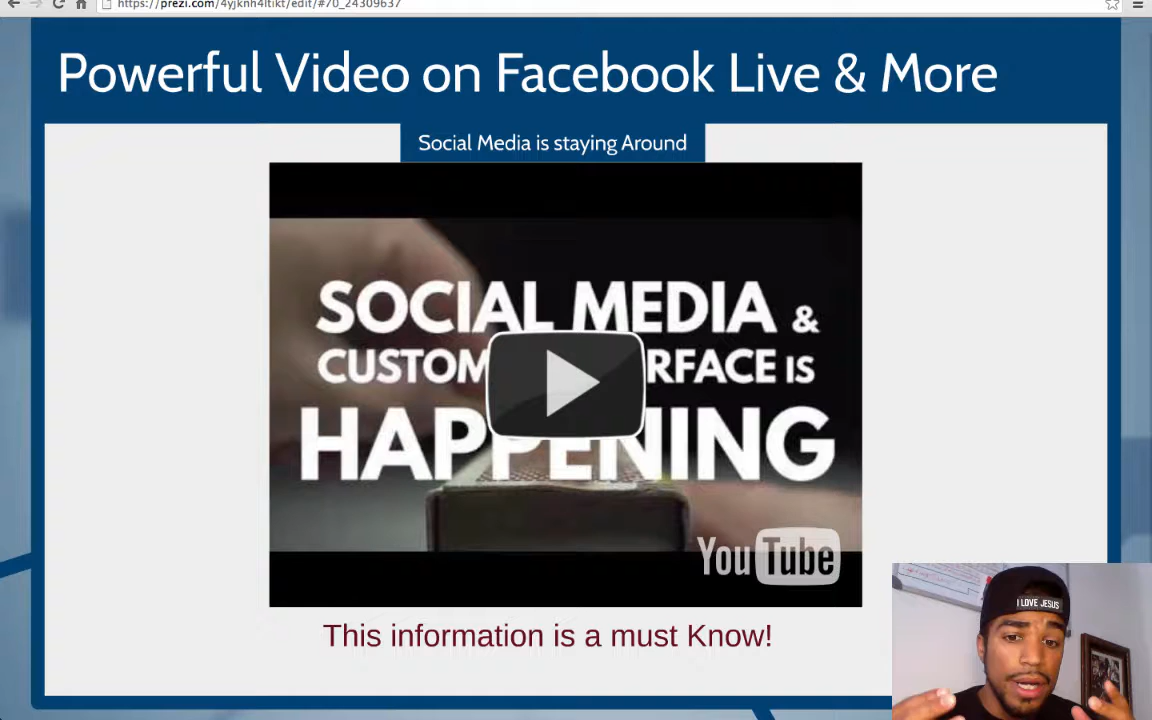 https://prezi.com/4yjknh4ltikt/edit/#70_24309637
Powerful Video on Facebook Live & More
Social Media is staying Around
SOCIAL MEDIA &
CUSTOM RFACE IS
HAPPENING
YouTube
This information is a must Know!
I LOVE JESUS